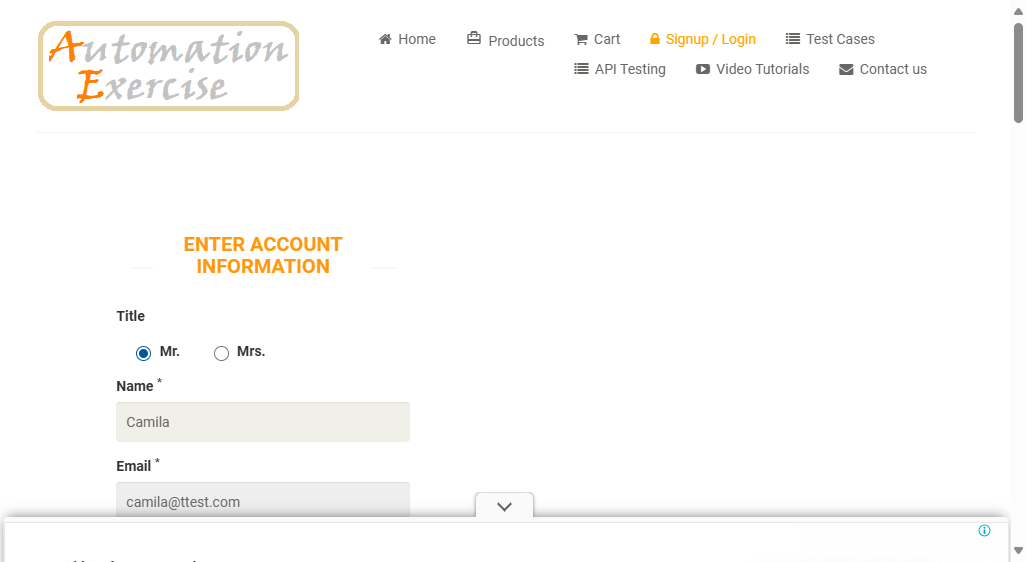 Automation
Exercise
Home
Products
Cart
Signup / Login
Test Cases
API Testing
Video Tutorials
Contact us
ENTER ACCOUNT
INFORMATION
Title
Mr.
Mrs.
Name *
Camila
Email *
camila@ttest.com